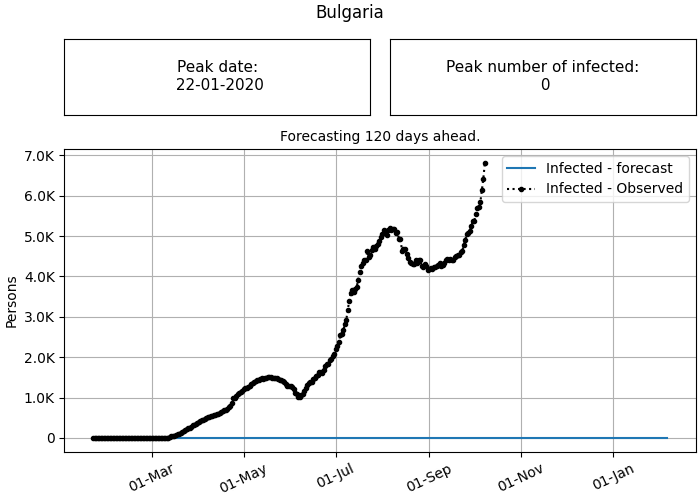 Bulgaria
Peak date:
22-01-2020
Peak number of infected:
0
Forecasting 120 days ahead.
Infected - forecast
Infected - Observed
Persons
7.0K
6.0K
5.0K
4.0K
3.0K
2.0K
1.0K
0
01-Mar
01-May
01-Jul
01-Sep
01-Nov
01-Jan